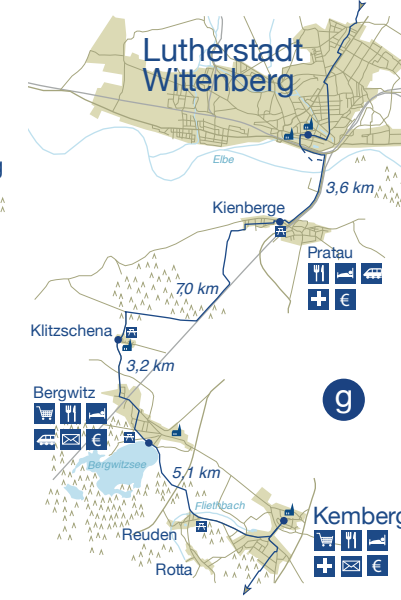 Lutherstadt
Wittenberg
Elbe
g
3,6 km
Kienberge
Pratau
€
7,0 km
Klitzschena
3,2 km
Bergwitz
€
g
Bergwitzsee
5,1 km
Fliethbach
Kemberg
Reuden
€
Rotta